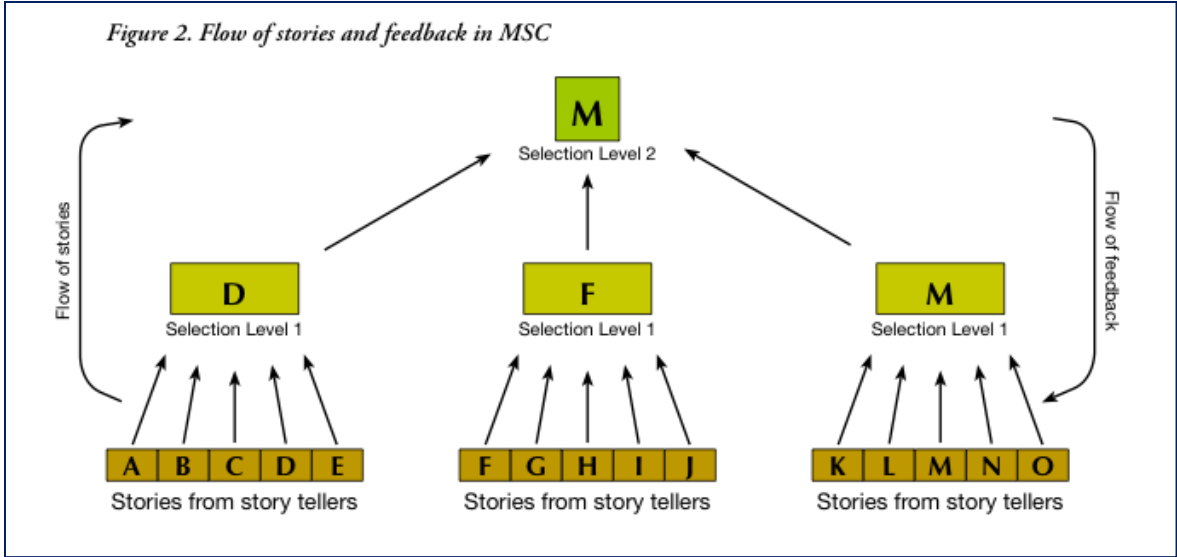 Figure 2. Flow of stories and feedback in MSC
M
Selection Level 2
Flow of stories
Flow of feedback
D
F
M
Selection Level 1
Selection Level 1
Selection Level 1
A B C D E
F G H I J
K L M N O
Stories from story tellers
Stories from story tellers
Stories from story tellers